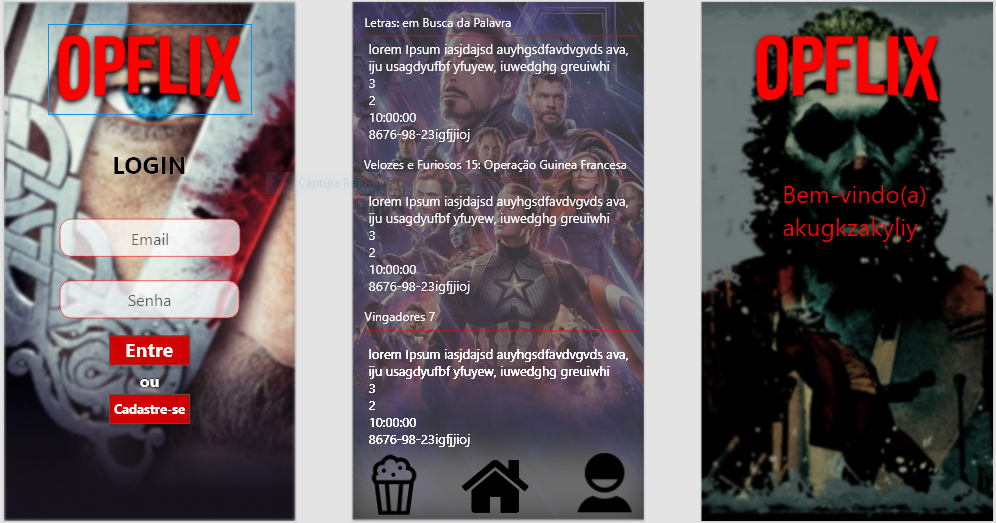 OPFLIX
LOGIN
Email
Senha
Entre
ou
Cadastre-se
Letras: em Busca da Palavra
lorem Ipsum iasjdajsd auyhgsdfavdvgvds ava,
iju usagdyufbf yfuyew, iuwedghg greuiwhi
3
2
10:00:00
8676-98-23igfjjioj
Velozes e Furiosos 15: Operação Guinea Francesa
lorem Ipsum iasjdajsd auyhgsdfavdvgvds ava,
iju usagdyufbf yfuyew, iuwedghg greuiwhi
3
2
10:00:00
8676-98-23igfjjioj
Vingadores 7
lorem Ipsum iasjdajsd auyhgsdfavdvgvds ava,
iju usagdyufbf yfuyew, iuwedghg greuiwhi
3
2
10:00:00
8676-98-23igfjjioj
OPFLIX
Bem-vindo(a)
akugkzakyliy